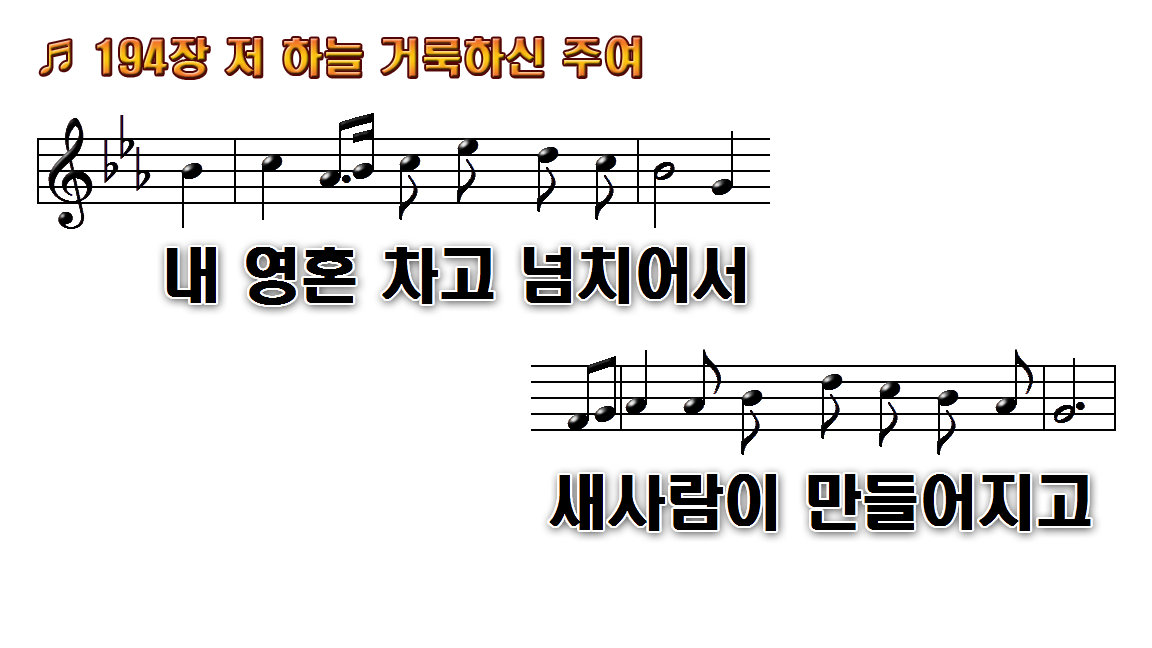 ♬ 194장 저 하늘 거룩하신 주여
내 영혼 차고 넘치어서
새사람이 만들어지고